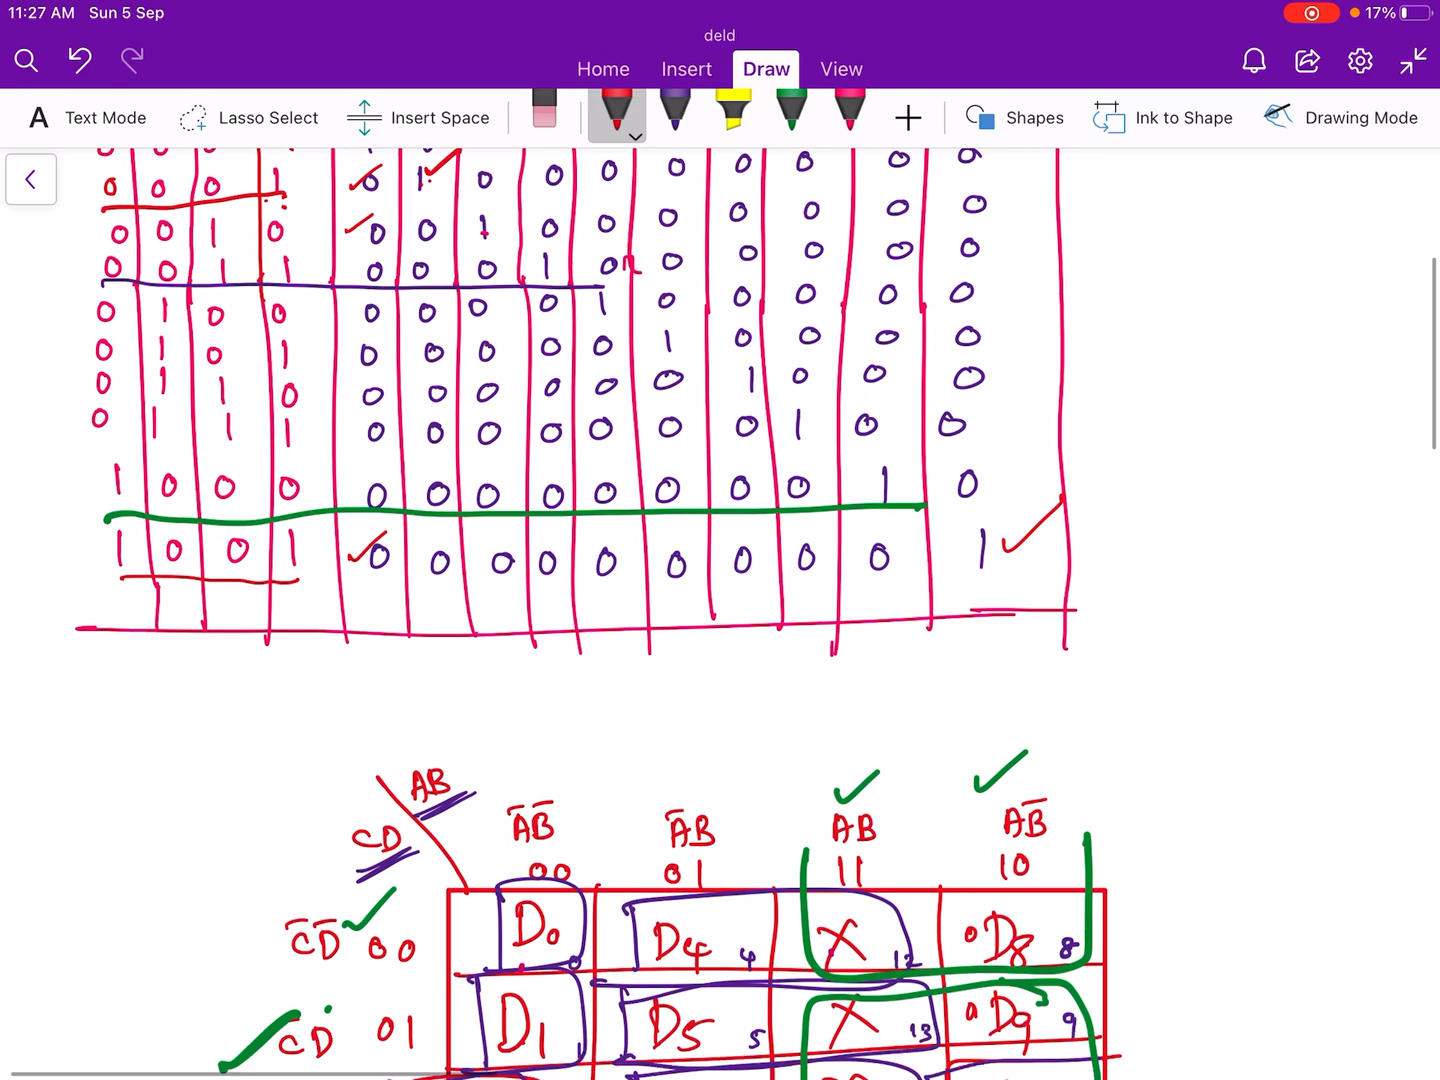 11:27 AM Sun 5 Sep 17%
deld
Home Insert Draw View
A Text Mode Lasso Select Insert Space Shapes Ink to Shape Drawing Mode
0 0 0 1 0 1 0 0 0 0 0 0 0 0
0 0 1 0 0 0 1 0 0 0 0 0 0 0
0 0 1 1 0 0 0 1 0 0 0 0 0 0
0 1 0 0 0 0 0 0 1 0 0 0 0 0
0 1 0 1 0 0 0 0 0 1 0 0 0 0
0 1 1 0 0 0 0 0 0 0 1 0 0 0
0 1 1 1 0 0 0 0 0 0 0 1 0 0
1 0 0 0 0 0 0 0 0 0 0 0 1 0
1 0 0 1 0 0 0 0 0 0 0 0 0 1
AB
CD
A̅B̅ A̅B AB AB̅
00 01 11 10
C̅D̅ 00 D0 0 D4 4 X 12 0 D8 8
C̅D 01 D1 1 D5 5 X 13 0 D9 9